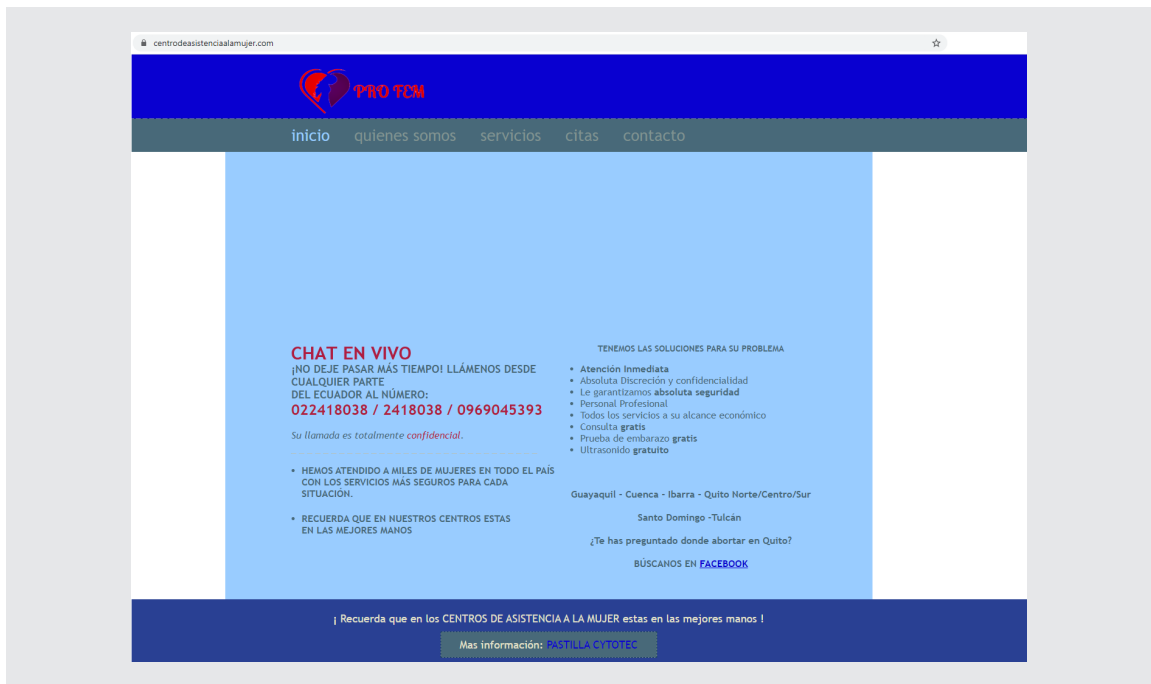 centrodeasistenciaalamujer.com
PRO FEM
inicio quienes somos servicios citas contacto
CHAT EN VIVO
¡NO DEJE PASAR MÁS TIEMPO! LLÁMENOS DESDE
CUALQUIER PARTE
DEL ECUADOR AL NÚMERO:
022418038 / 2418038 / 0969045393
Su llamada es totalmente confidencial.
• HEMOS ATENDIDO A MILES DE MUJERES EN TODO EL PAÍS
CON LOS SERVICIOS MÁS SEGUROS PARA CADA
SITUACIÓN.
• RECUERDA QUE EN NUESTROS CENTROS ESTAS
EN LAS MEJORES MANOS
TENEMOS LAS SOLUCIONES PARA SU PROBLEMA
• Atención Inmediata
• Absoluta Discreción y confidencialidad
• Le garantizamos absoluta seguridad
• Personal Profesional
• Todos los servicios a su alcance económico
• Consulta gratis
• Prueba de embarazo gratis
• Ultrasonido gratuito
Guayaquil - Cuenca - Ibarra - Quito Norte/Centro/Sur
Santo Domingo -Tulcán
¿Te has preguntado donde abortar en Quito?
BÚSCANOS EN FACEBOOK
¡ Recuerda que en los CENTROS DE ASISTENCIA A LA MUJER estas en las mejores manos !
Mas información: PASTILLA CYTOTEC